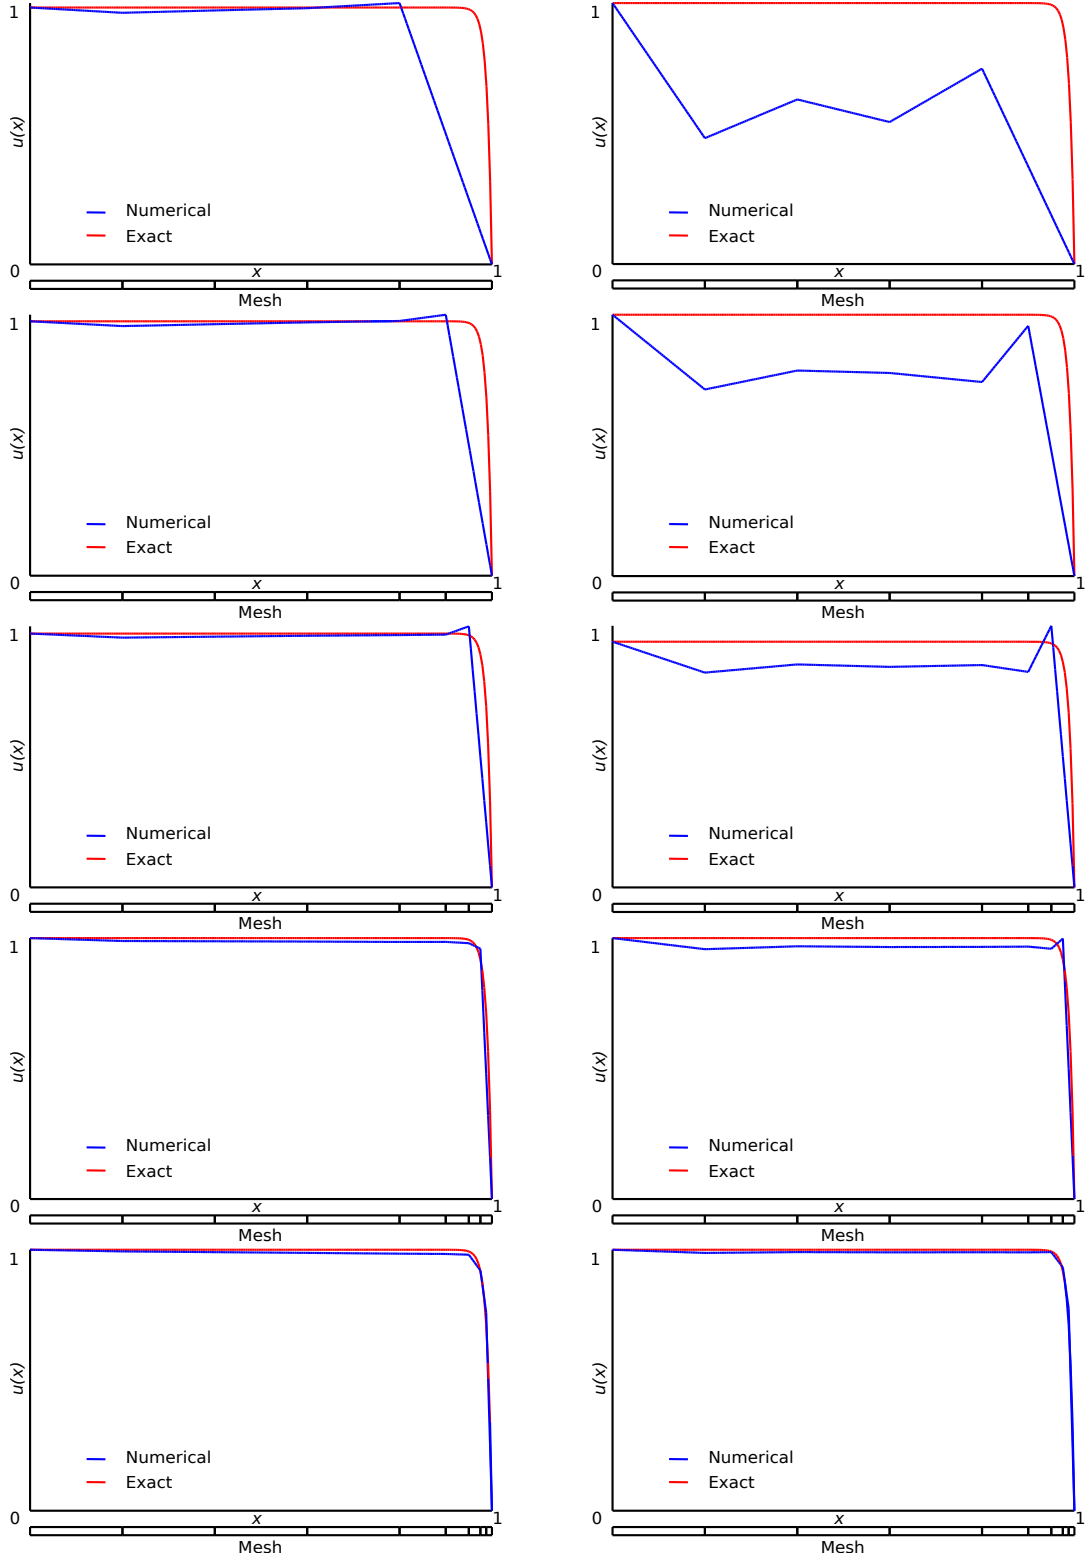 1
u(x)
Numerical
Exact
0
x
1
Mesh
1
u(x)
Numerical
Exact
0
x
1
Mesh
1
u(x)
Numerical
Exact
0
x
1
Mesh
1
u(x)
Numerical
Exact
0
x
1
Mesh
1
u(x)
Numerical
Exact
0
x
1
Mesh
1
u(x)
Numerical
Exact
0
x
1
Mesh
1
u(x)
Numerical
Exact
0
x
1
Mesh
1
u(x)
Numerical
Exact
0
x
1
Mesh
1
u(x)
Numerical
Exact
0
x
1
Mesh
1
u(x)
Numerical
Exact
0
x
1
Mesh